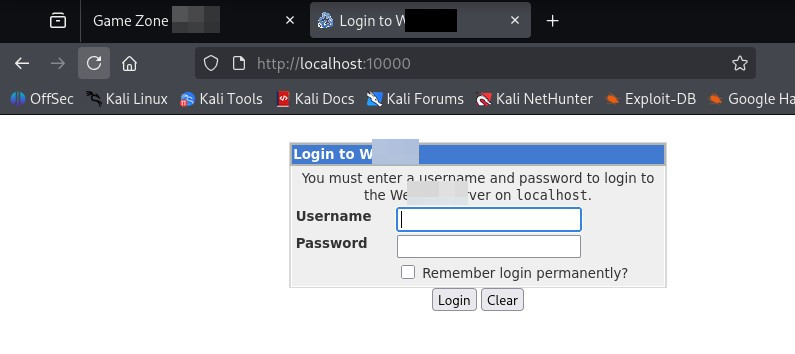 Game Zone
Login to W
http://localhost:10000
OffSec Kali Linux Kali Tools Kali Docs Kali Forums Kali NetHunter Exploit-DB Google Ha
Login to W
You must enter a username and password to login to
the We rver on localhost.
Username
Password
Remember login permanently?
Login Clear